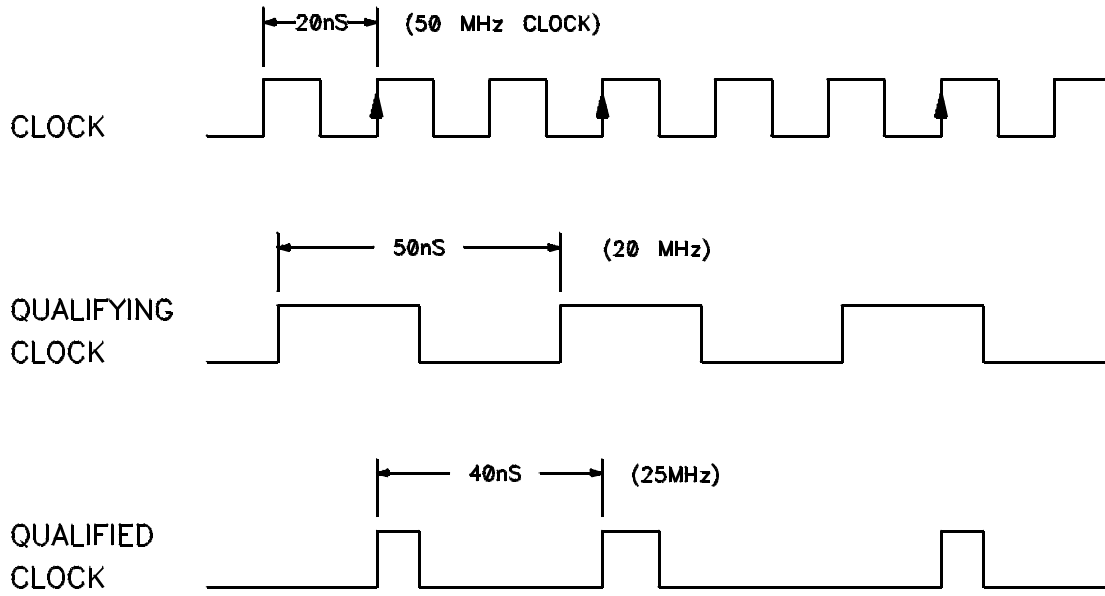 20nS (50 MHz CLOCK)
CLOCK
50nS (20 MHz)
QUALIFYING
CLOCK
40nS (25MHz)
QUALIFIED
CLOCK